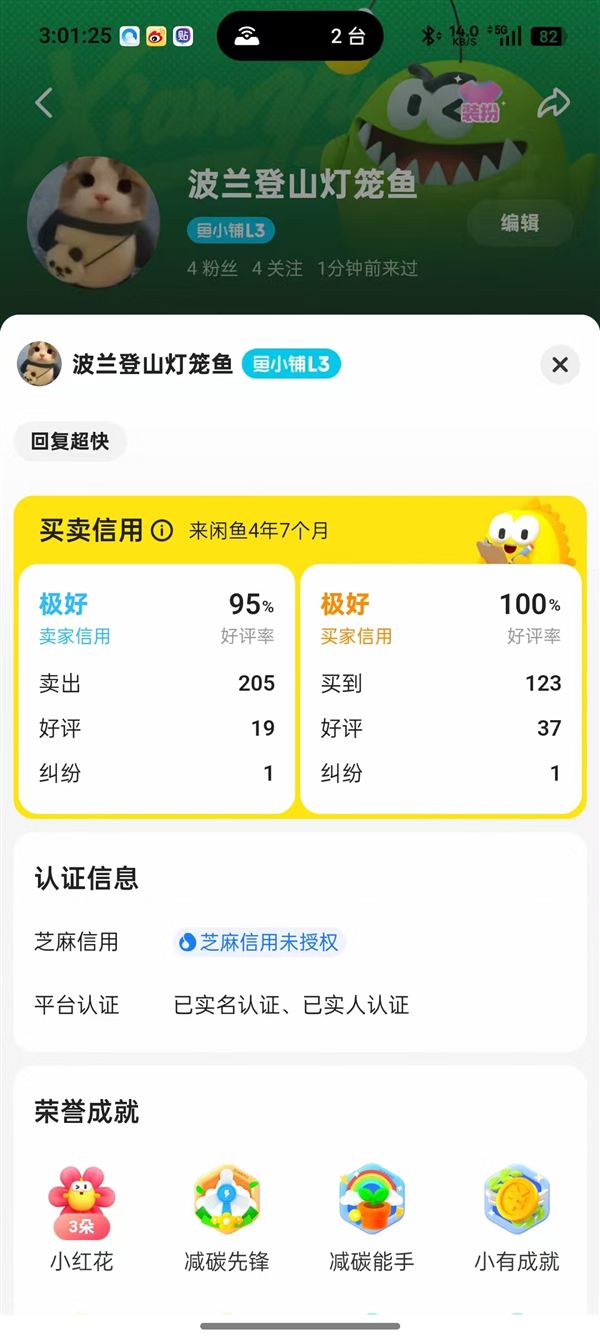 3:01:25 贴 2 台 14.0 KB/S 5G 82
装扮
波兰登山灯笼鱼
鱼小铺L3
编辑
4 粉丝 4 关注 1分钟前来过
波兰登山灯笼鱼 鱼小铺L3
回复超快
买卖信用 来闲鱼4年7个月
极好 95%
卖家信用 好评率
卖出 205
好评 19
纠纷 1
极好 100%
买家信用 好评率
买到 123
好评 37
纠纷 1
认证信息
芝麻信用 芝麻信用未授权
平台认证 已实名认证、已实人认证
荣誉成就
3朵
小红花 减碳先锋 减碳能手 小有成就